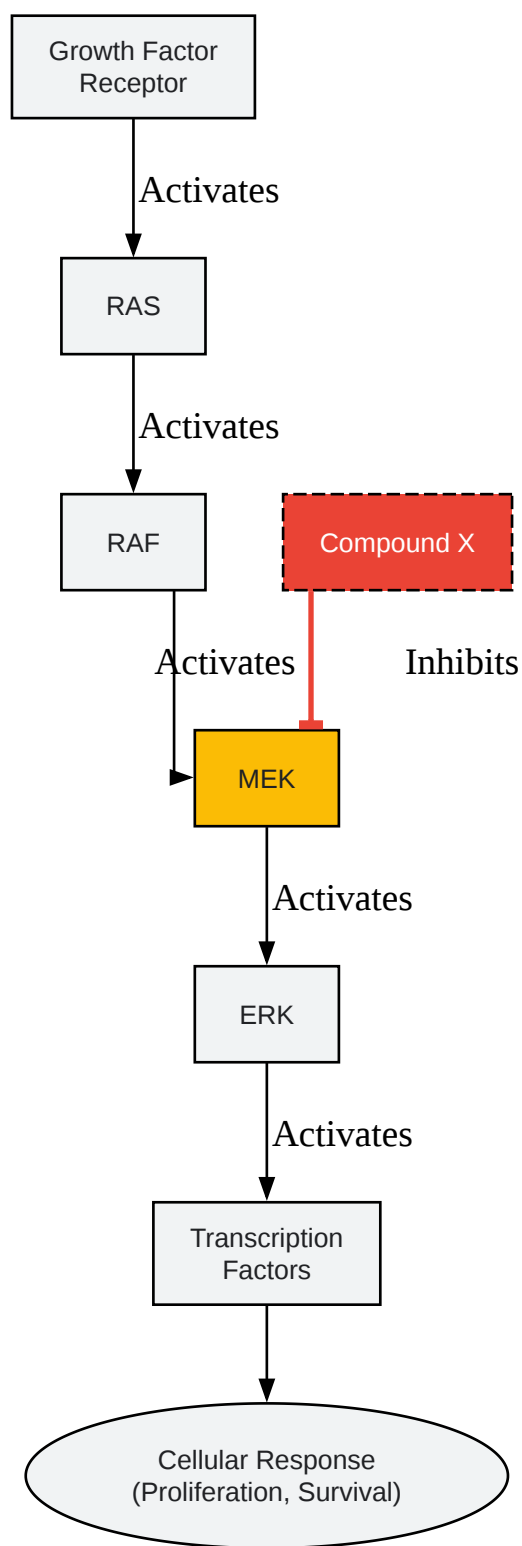 Growth Factor
Receptor
Activates
RAS
Activates
RAF
Compound X
Activates
Inhibits
MEK
Activates
ERK
Activates
Transcription
Factors
Cellular Response
(Proliferation, Survival)